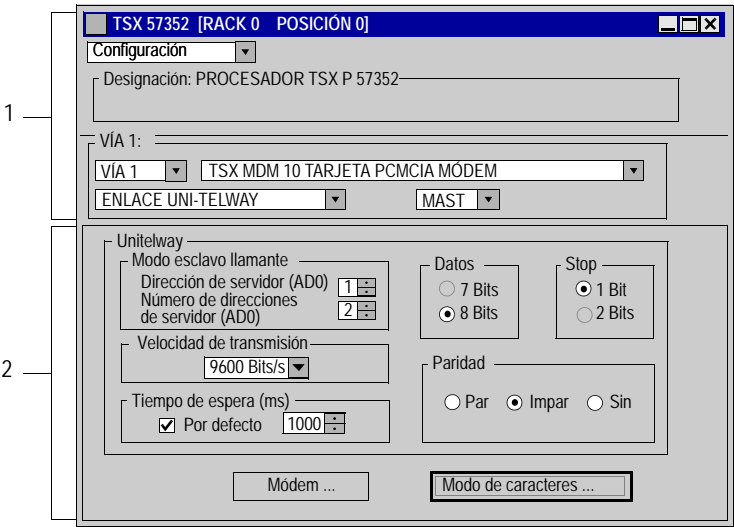 TSX 57352 [RACK 0 POSICIÓN 0]
Configuración
Designación: PROCESADOR TSX P 57352
1
VÍA 1:
VÍA 1
TSX MDM 10 TARJETA PCMCIA MÓDEM
ENLACE UNI-TELWAY
MAST
2
Unitelway
Modo esclavo llamante
Dirección de servidor (AD0) 1
Número de direcciones
de servidor (AD0) 2
Datos
7 Bits
8 Bits
Stop
1 Bit
2 Bits
Velocidad de transmisión
9600 Bits/s
Paridad
Par Impar Sin
Tiempo de espera (ms)
Por defecto 1000
Módem ...
Modo de caracteres ...